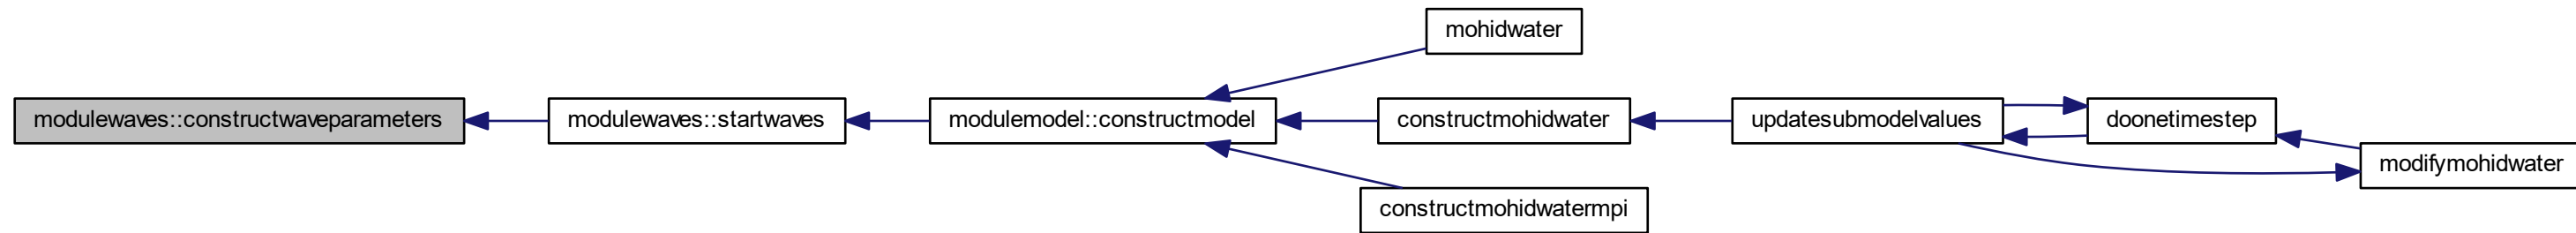 mohidwater
modulewaves::constructwaveparameters
modulewaves::startwaves
modulemodel::constructmodel
constructmohidwater
updatesubmodelvalues
doonetimestep
modifymohidwater
constructmohidwatermpi